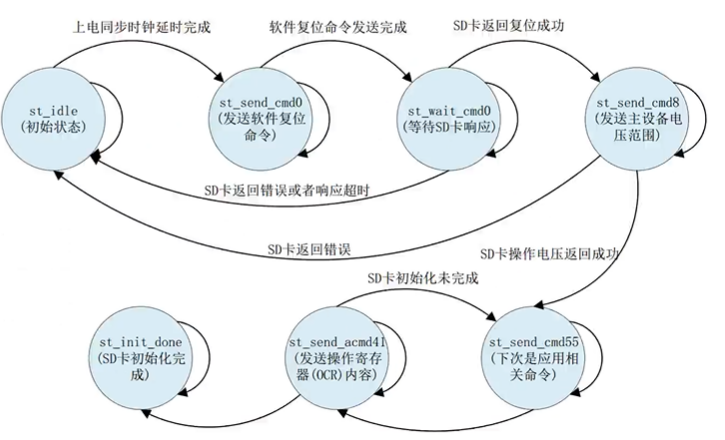 上电同步时钟延时完成
软件复位命令发送完成
SD卡返回复位成功
st_idle
(初始状态)
st_send_cmd0
(发送软件复位
命令)
st_wait_cmd0
(等待SD卡响应)
st_send_cmd8
(发送主设备电
压范围)
SD卡返回错误或者响应超时
SD卡返回错误
SD卡操作电压返回成功
SD卡初始化未完成
st_init_done
(SD卡初始化完
成)
st_send_acmd41
(发送操作寄存
器(OCR)内容)
st_send_cmd55
(下次是应用相
关命令)